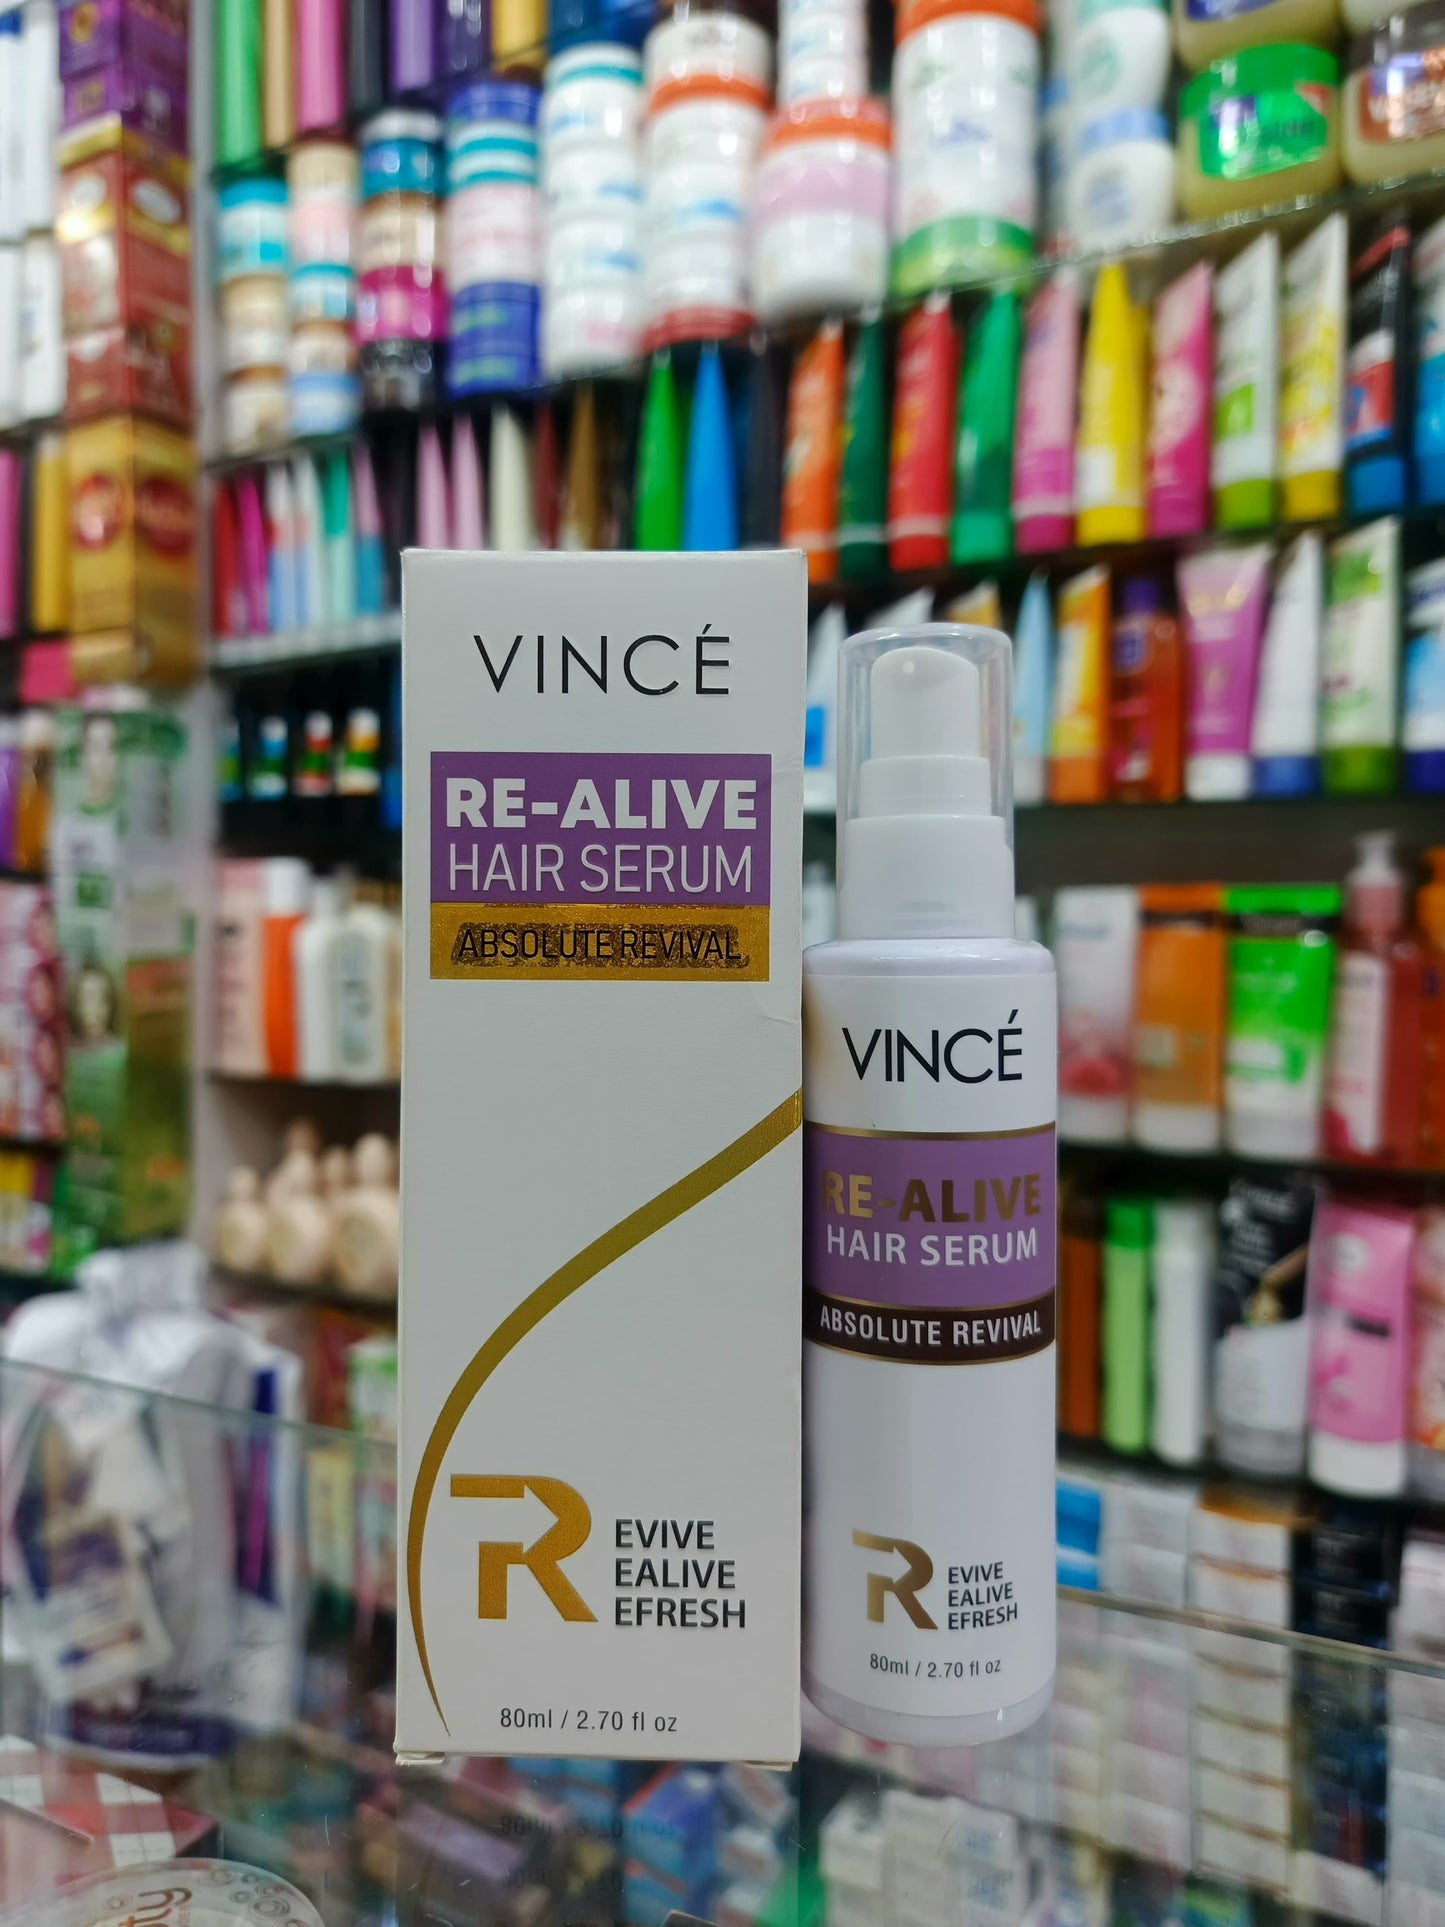 VINCÉ
RE-ALIVE
HAIR SERUM
ABSOLUTE REVIVAL
R EVIVE
EALIVE
EFRESH
80ml / 2.70 fl oz
VINCÉ
RE-ALIVE
HAIR SERUM
ABSOLUTE REVIVAL
R EVIVE
EALIVE
EFRESH
80ml / 2.70 fl oz